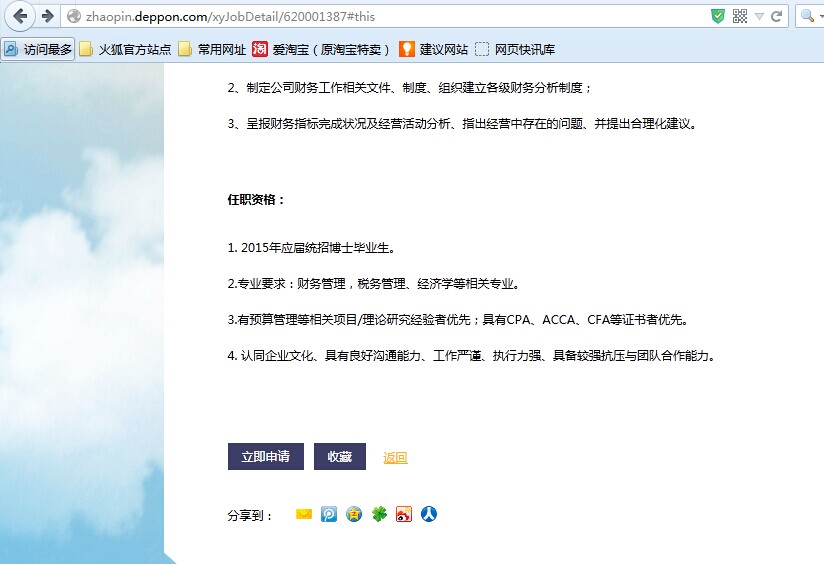 zhaopin.deppon.com/xyJobDetail/620001387#this
访问最多 火狐官方站点 常用网址 淘 爱淘宝（原淘宝特卖） 建议网站 网页快讯库
2、制定公司财务工作相关文件、制度、组织建立各级财务分析制度；
3、呈报财务指标完成状况及经营活动分析、指出经营中存在的问题、并提出合理化建议。
任职资格：
1. 2015年应届统招博士毕业生。
2.专业要求：财务管理，税务管理、经济学等相关专业。
3.有预算管理等相关项目/理论研究经验者优先；具有CPA、ACCA、CFA等证书者优先。
4. 认同企业文化、具有良好沟通能力、工作严谨、执行力强、具备较强抗压与团队合作能力。
立即申请 收藏 返回
分享到：